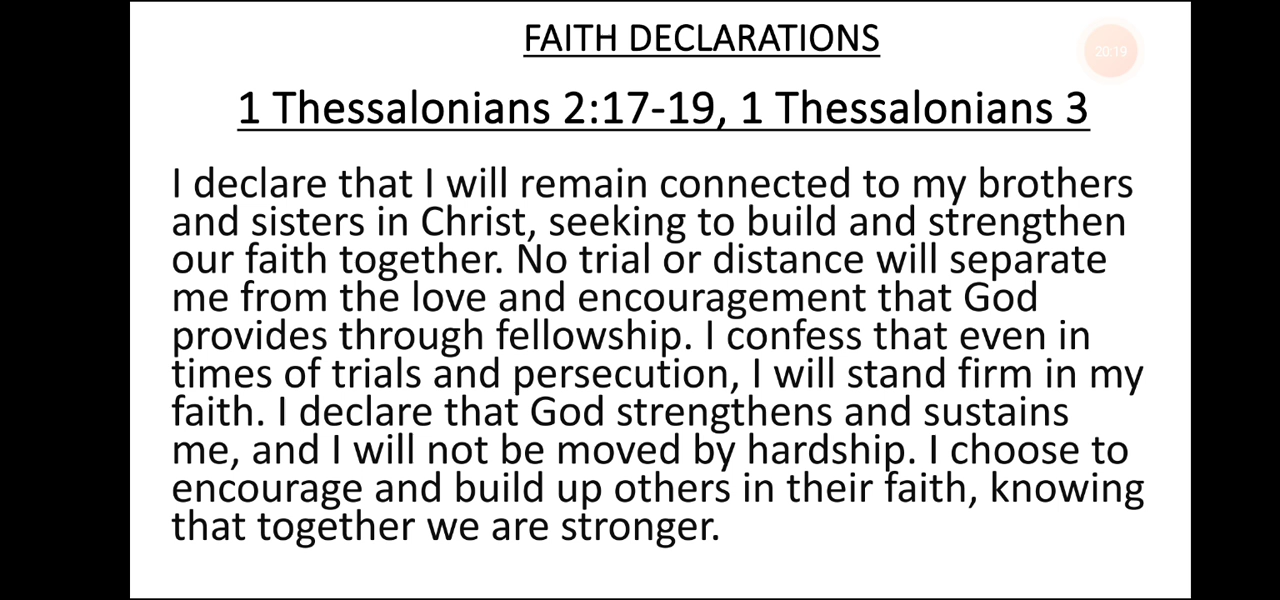 FAITH DECLARATIONS
20:19
1 Thessalonians 2:17-19, 1 Thessalonians 3
I declare that I will remain connected to my brothers
and sisters in Christ, seeking to build and strengthen
our faith together. No trial or distance will separate
me from the love and encouragement that God
provides through fellowship. I confess that even in
times of trials and persecution, I will stand firm in my
faith. I declare that God strengthens and sustains
me, and I will not be moved by hardship. I choose to
encourage and build up others in their faith, knowing
that together we are stronger.